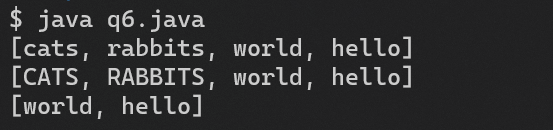 $ java q6.java
[cats, rabbits, world, hello]
[CATS, RABBITS, world, hello]
[world, hello]